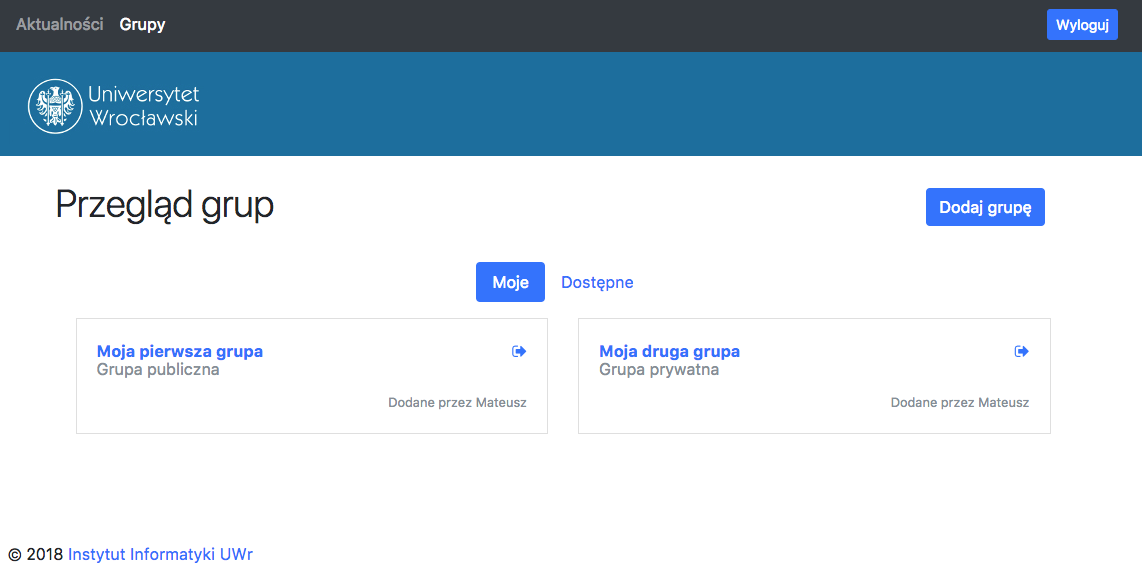 Aktualności Grupy Wyloguj
Uniwersytet
Wrocławski
Przegląd grup Dodaj grupę
Moje Dostępne
Moja pierwsza grupa
Grupa publiczna
Dodane przez Mateusz
Moja druga grupa
Grupa prywatna
Dodane przez Mateusz
© 2018 Instytut Informatyki UWr